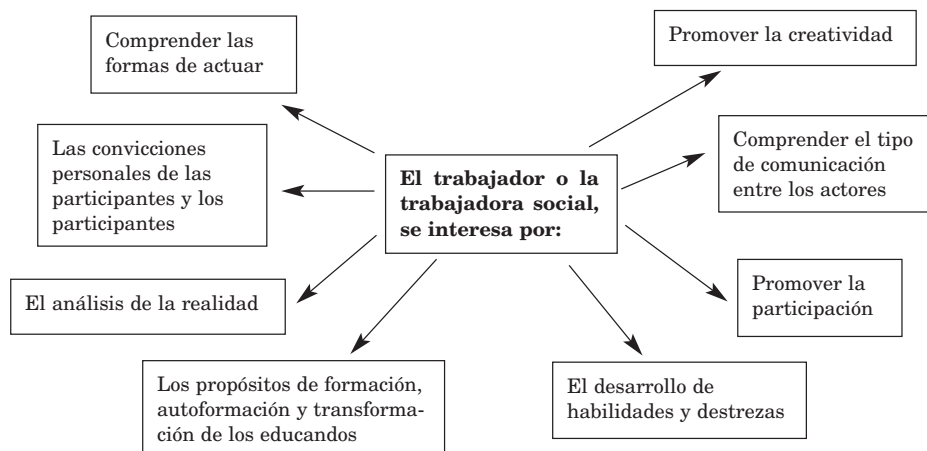 Comprender las
formas de actuar
Promover la creatividad
Las convicciones
personales de las
participantes y los
participantes
El trabajador o la
trabajadora social,
se interesa por:
Comprender el tipo
de comunicación
entre los actores
El análisis de la realidad
Promover la
participación
Los propósitos de formación,
autoformación y transforma-
ción de los educandos
El desarrollo de
habilidades y destrezas